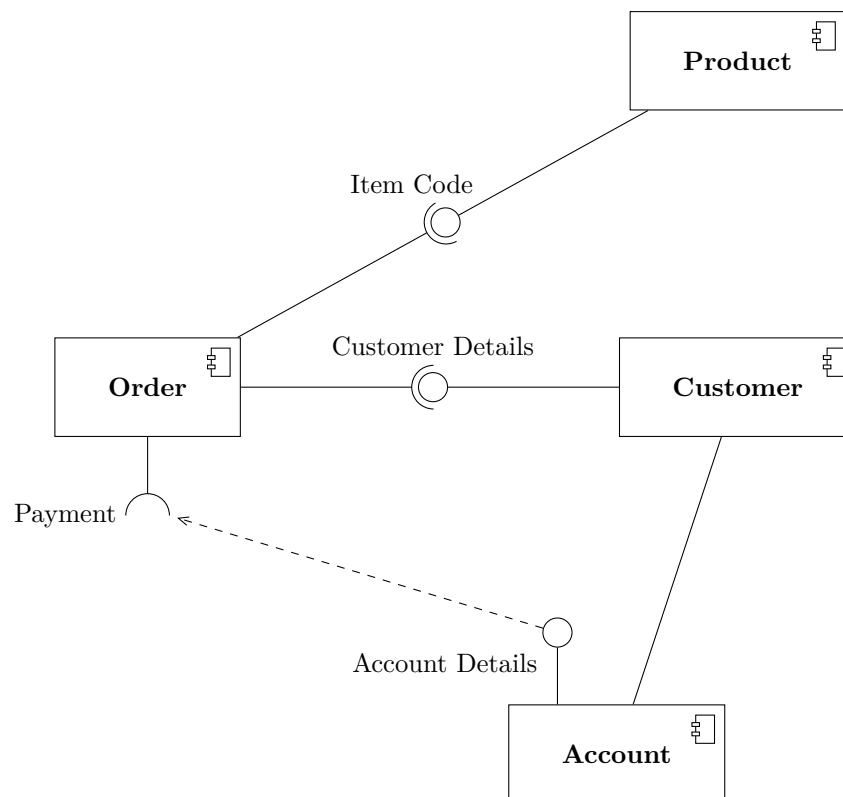 Product
Item Code
Customer Details
Order
Customer
Payment
Account Details
Account